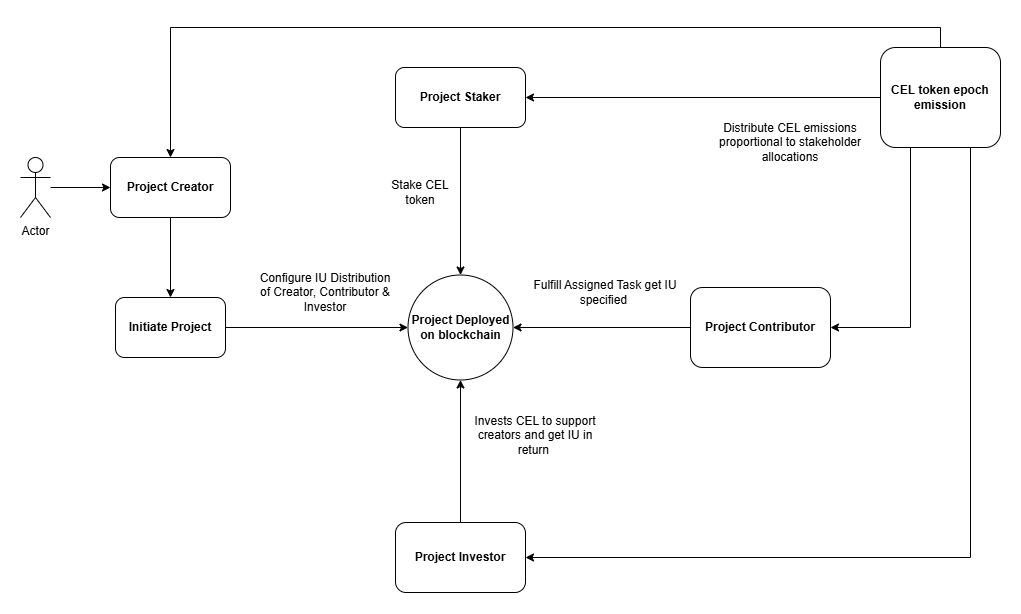 Project Staker
CEL token epoch
emission
Distribute CEL emissions
proportional to stakeholder
allocations
Project Creator
Actor
Stake CEL
token
Configure IU Distribution
of Creator, Contributor &
Investor
Fulfill Assigned Task get IU
specified
Initiate Project
Project Deployed
on blockchain
Project Contributor
Invests CEL to support
creators and get IU in
return
Project Investor